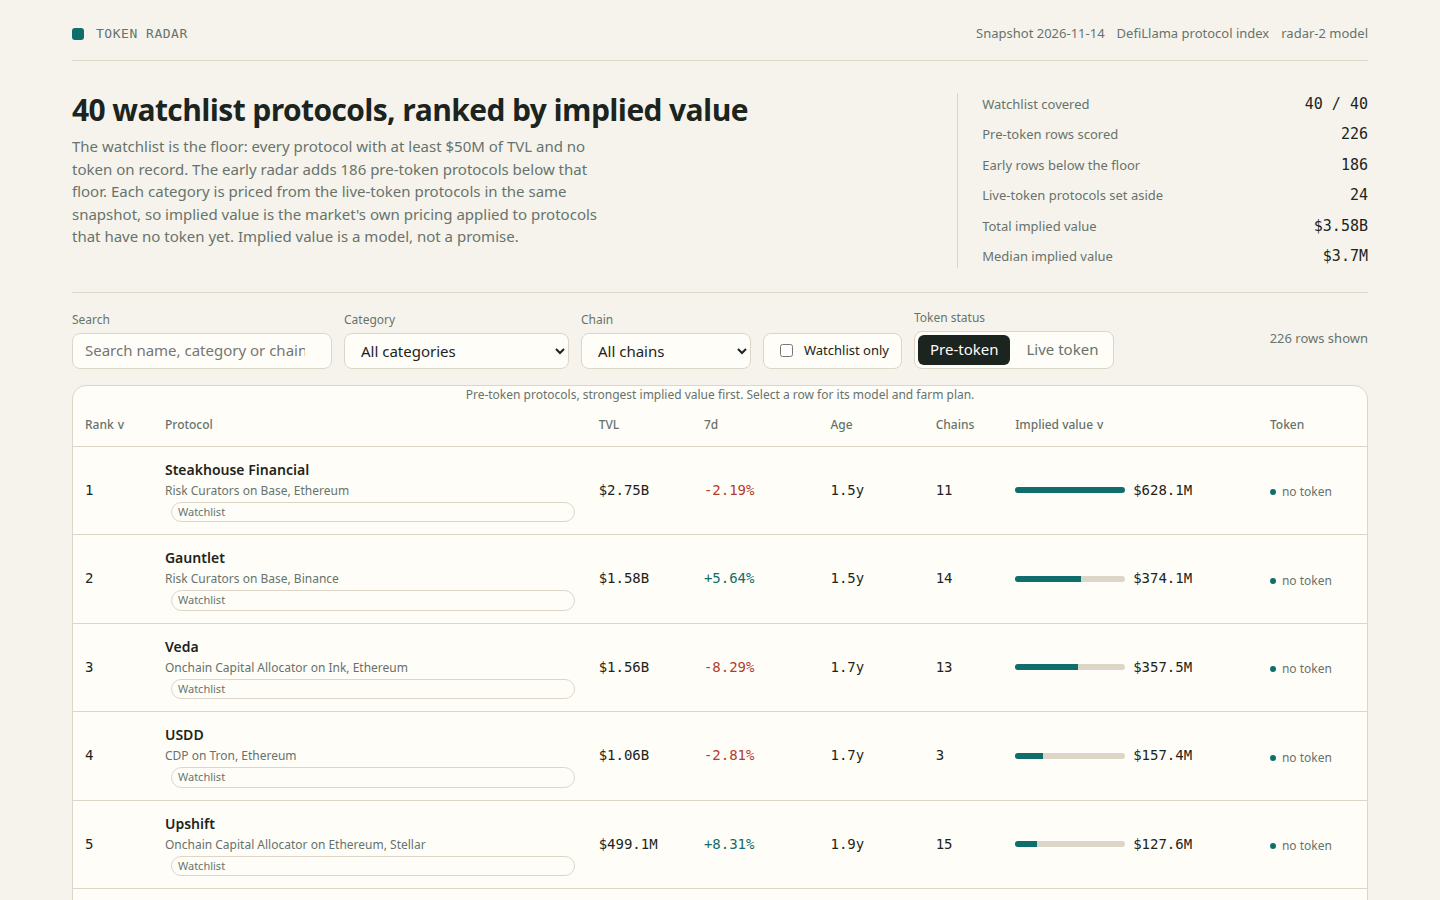 TOKEN RADAR
Snapshot 2026-11-14 DefiLlama protocol index radar-2 model
40 watchlist protocols, ranked by implied value
The watchlist is the floor: every protocol with at least $50M of TVL and no
token on record. The early radar adds 186 pre-token protocols below that
floor. Each category is priced from the live-token protocols in the same
snapshot, so implied value is the market's own pricing applied to protocols
that have no token yet. Implied value is a model, not a promise.
Watchlist covered 40 / 40
Pre-token rows scored 226
Early rows below the floor 186
Live-token protocols set aside 24
Total implied value $3.58B
Median implied value $3.7M
Search Category Chain Token status
Search name, category or chain All categories All chains Watchlist only Pre-token Live token 226 rows shown
Pre-token protocols, strongest implied value first. Select a row for its model and farm plan.
Rank v Protocol TVL 7d Age Chains Implied value v Token
Steakhouse Financial
1 Risk Curators on Base, Ethereum $2.75B -2.19% 1.5y 11 $628.1M no token
Watchlist
Gauntlet
2 Risk Curators on Base, Binance $1.58B +5.64% 1.5y 14 $374.1M no token
Watchlist
Veda
3 Onchain Capital Allocator on Ink, Ethereum $1.56B -8.29% 1.7y 13 $357.5M no token
Watchlist
USDD
4 CDP on Tron, Ethereum $1.06B -2.81% 1.7y 3 $157.4M no token
Watchlist
Upshift
5 Onchain Capital Allocator on Ethereum, Stellar $499.1M +8.31% 1.9y 15 $127.6M no token
Watchlist